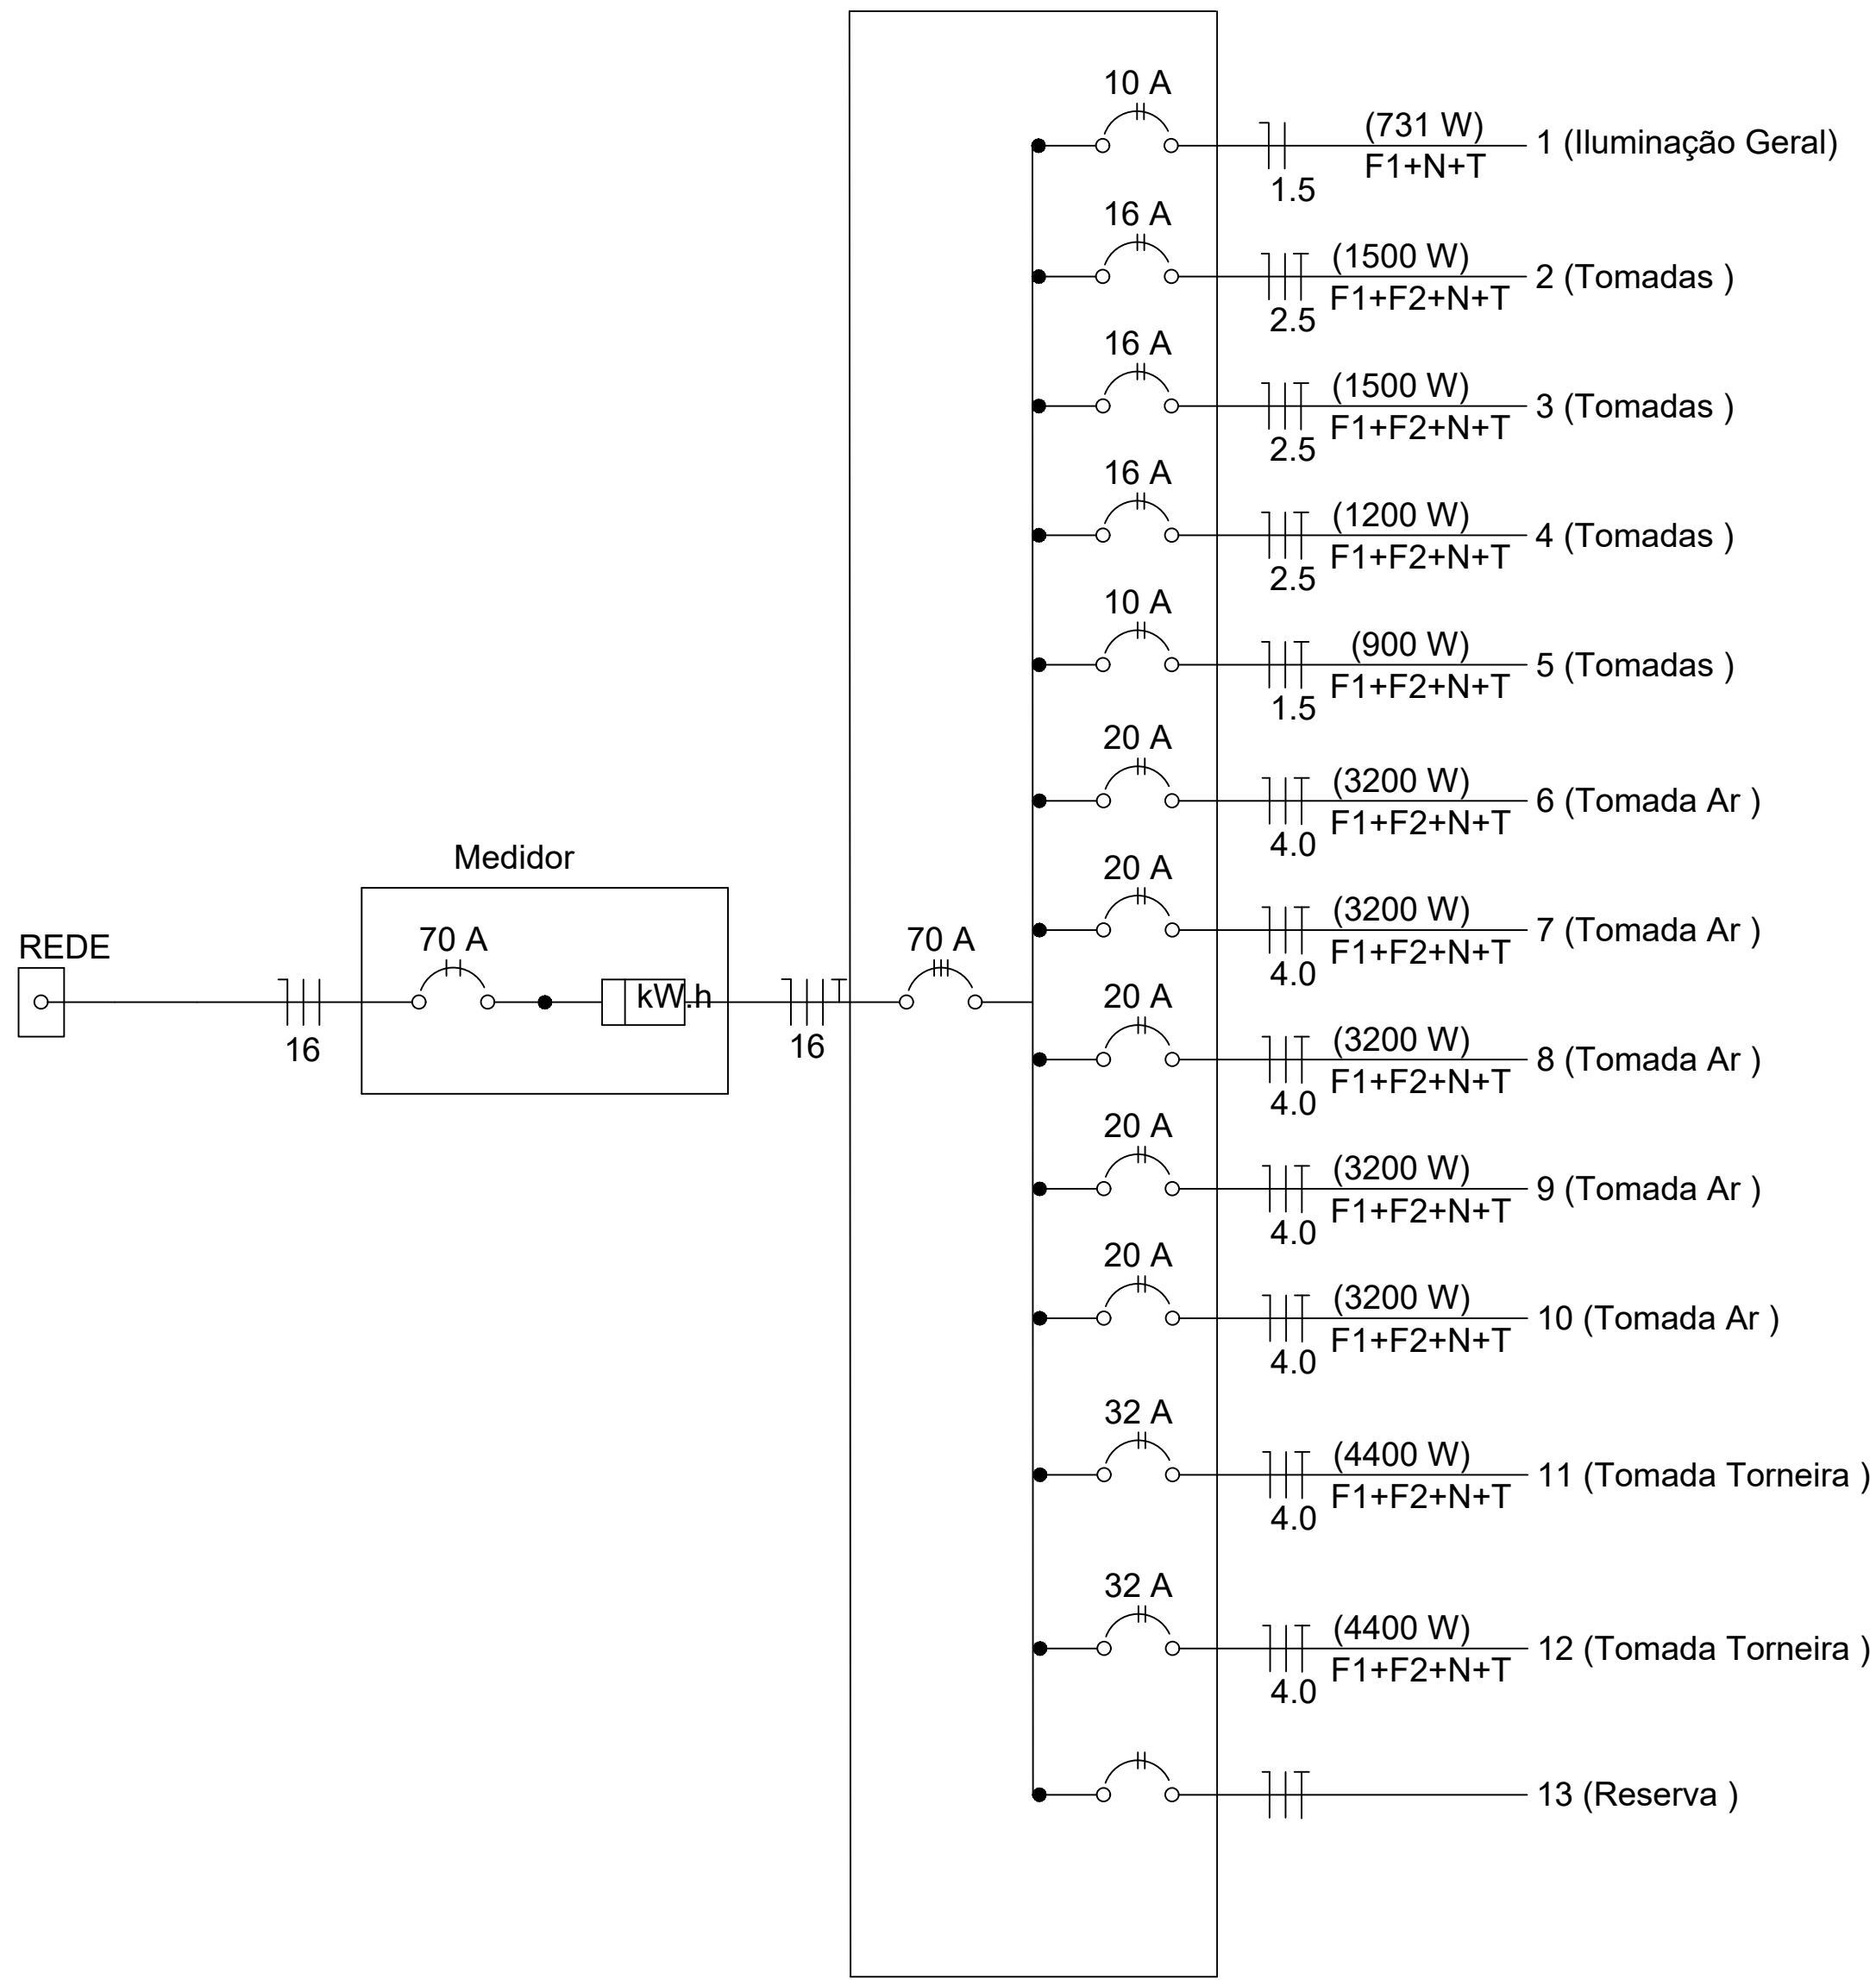 10 A
(731 W)
1 (Iluminação Geral)
F1+N+T
1.5
16 A
(1500 W)
2 (Tomadas )
F1+F2+N+T
2.5
16 A
(1500 W)
3 (Tomadas )
F1+F2+N+T
2.5
16 A
(1200 W)
4 (Tomadas )
F1+F2+N+T
2.5
10 A
(900 W)
5 (Tomadas )
F1+F2+N+T
1.5
20 A
(3200 W)
6 (Tomada Ar )
F1+F2+N+T
4.0
Medidor
20 A
(3200 W)
7 (Tomada Ar )
F1+F2+N+T
4.0
REDE
70 A
70 A
kW.h
16
16
20 A
(3200 W)
8 (Tomada Ar )
F1+F2+N+T
4.0
20 A
(3200 W)
9 (Tomada Ar )
F1+F2+N+T
4.0
20 A
(3200 W)
10 (Tomada Ar )
F1+F2+N+T
4.0
32 A
(4400 W)
11 (Tomada Torneira )
F1+F2+N+T
4.0
32 A
(4400 W)
12 (Tomada Torneira )
F1+F2+N+T
4.0
13 (Reserva )